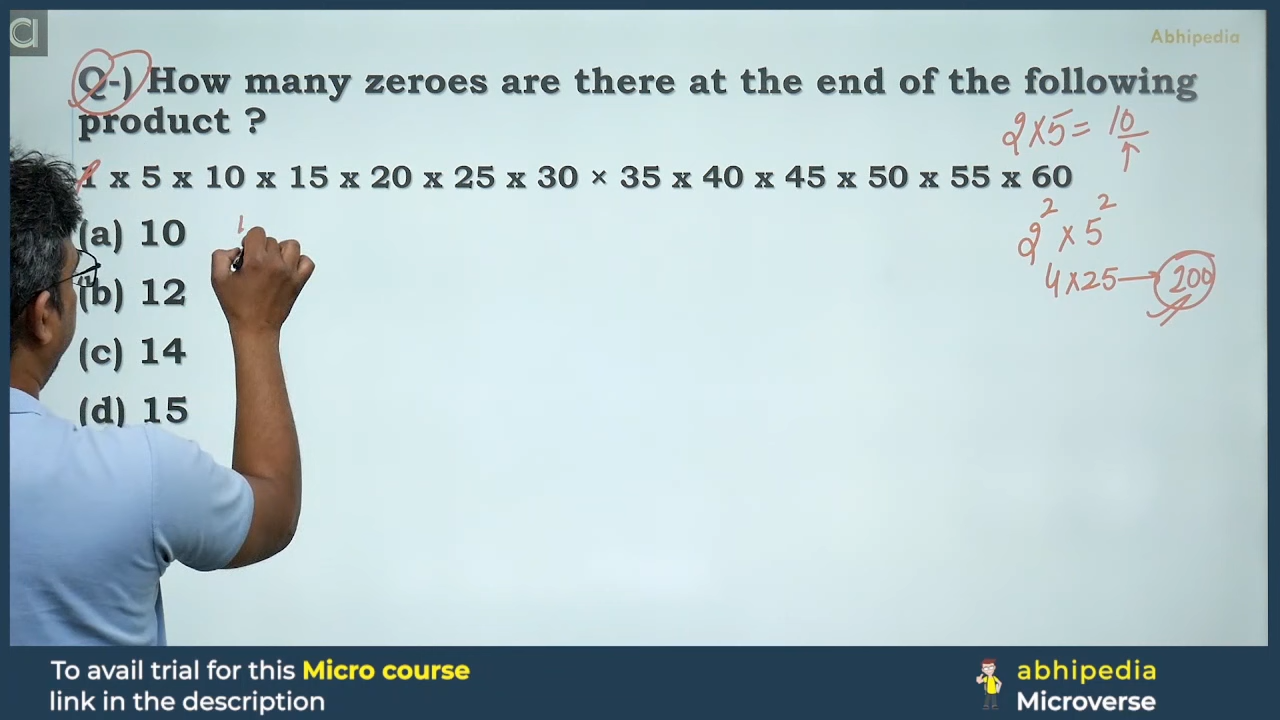 a
Abhipedia
Q-) How many zeroes are there at the end of the following
product ?
2 x 5 = 10
1 x 5 x 10 x 15 x 20 x 25 x 30 × 35 x 40 x 45 x 50 x 55 x 60
2² x 5²
4 x 25 → 200
(a) 10
(b) 12
(c) 14
(d) 15
To avail trial for this Micro course
link in the description
abhipedia
Microverse